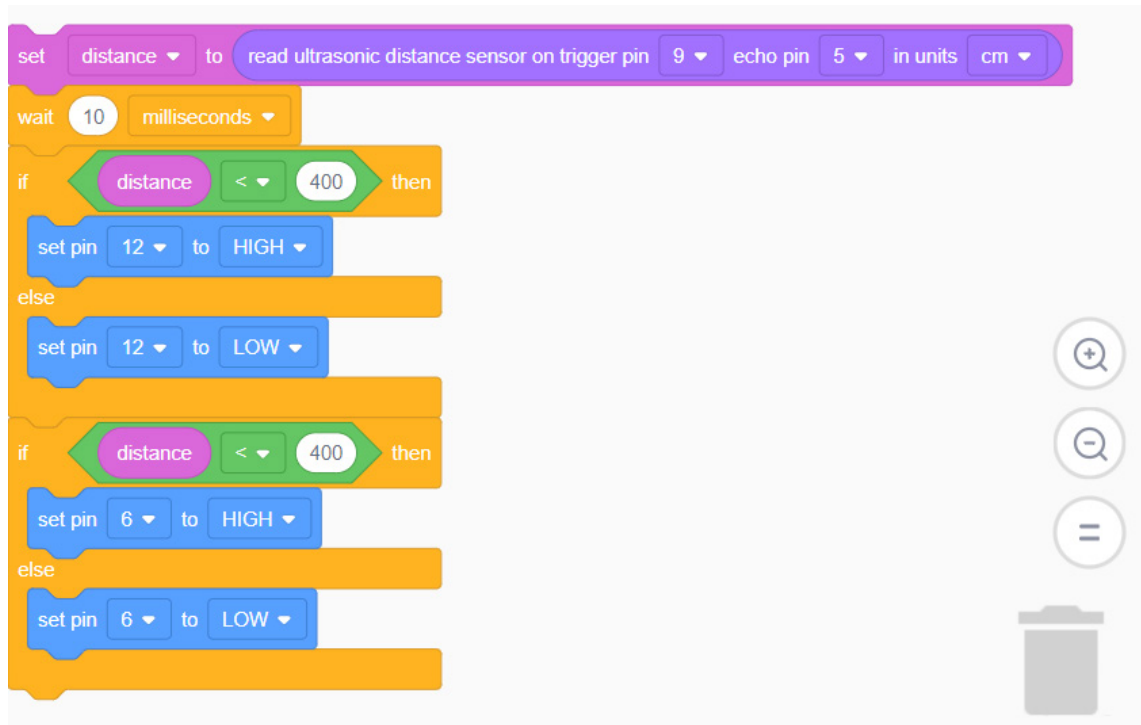 set distance to read ultrasonic distance sensor on trigger pin 9 echo pin 5 in units cm
wait 10 milliseconds
if distance < 400 then
set pin 12 to HIGH
else
set pin 12 to LOW
if distance < 400 then
set pin 6 to HIGH
else
set pin 6 to LOW